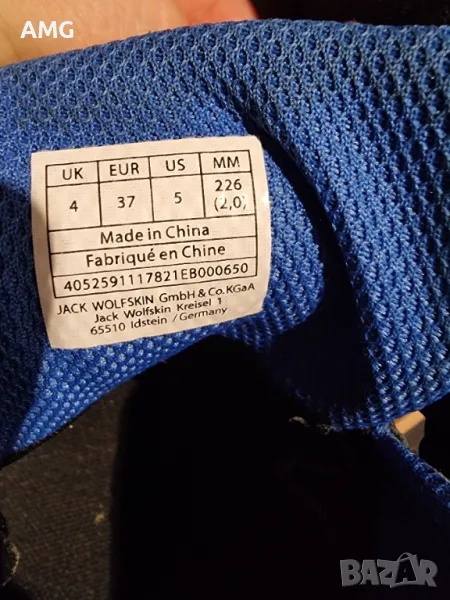 AMG
UK EUR US MM
4 37 5 226 (2,0)
Made in China
Fabriqué en Chine
4052591117821EB000650
JACK WOLFSKIN GmbH & Co. KGaA
Jack Wolfskin Kreisel 1
65510 Idstein / Germany
BAZAR